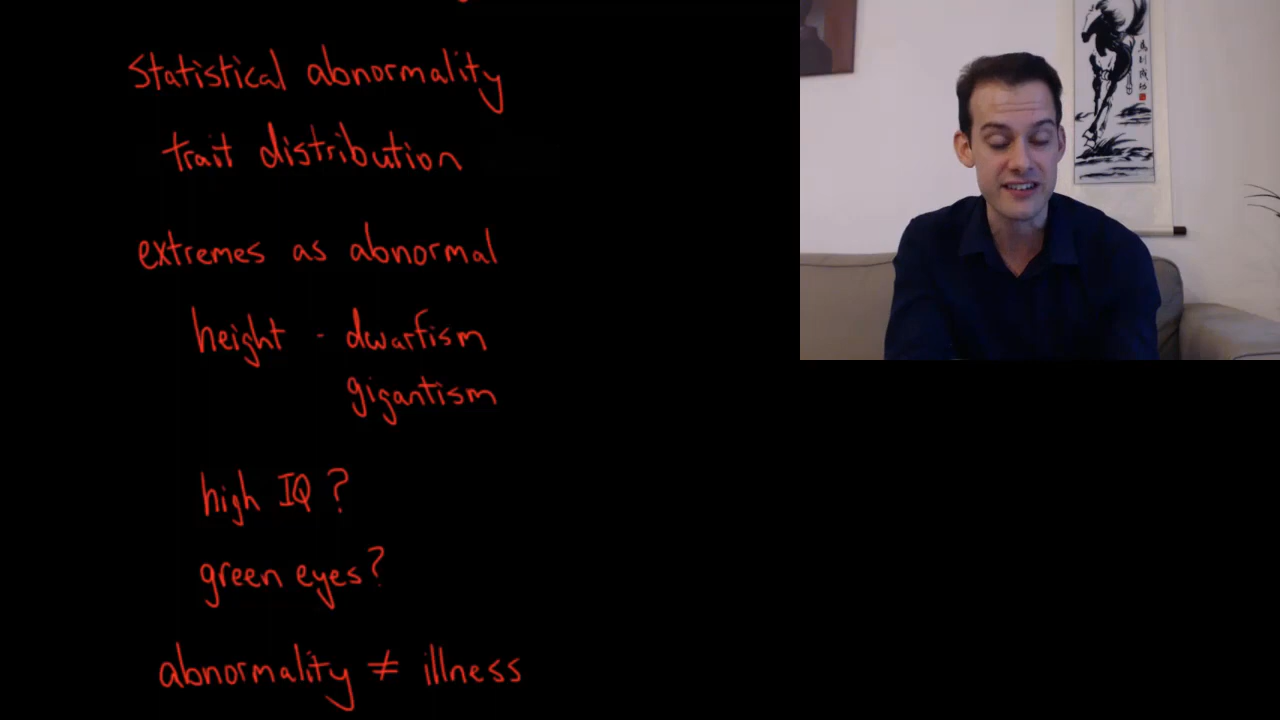 statistical abnormality
trait distribution
extremes as abnormal
height - dwarfism
gigantism
high IQ?
green eyes?
abnormality ≠ illness